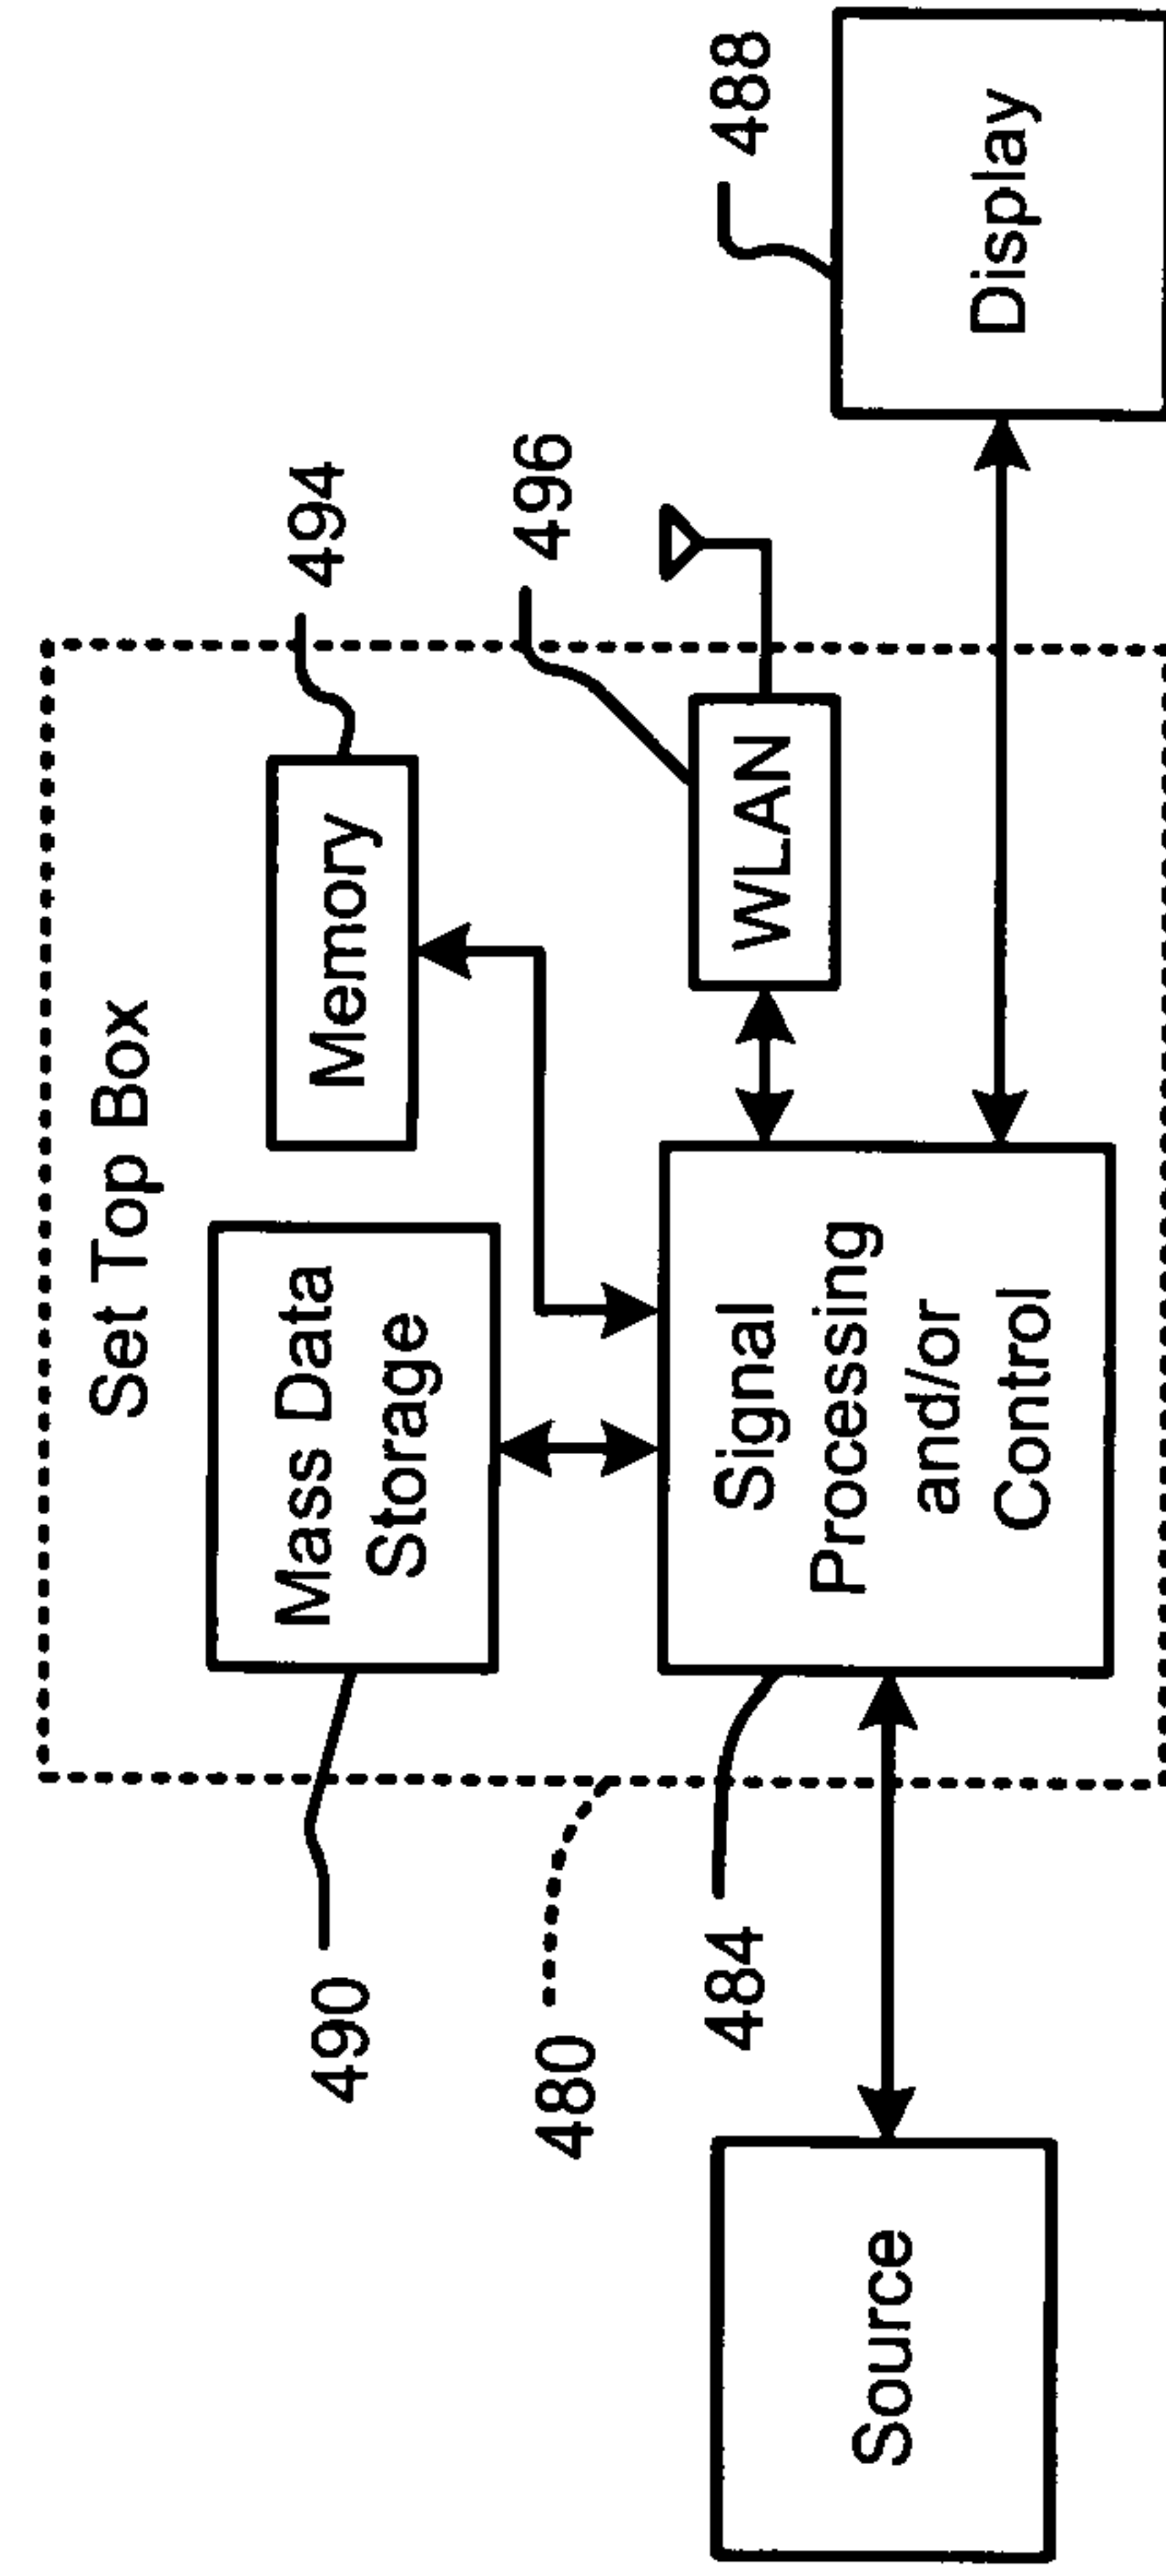 Set Top Box
490
Mass Data
Storage
Memory
494
480
496
WLAN
484
Signal
Processing
and/or
Control
488
Source
Display